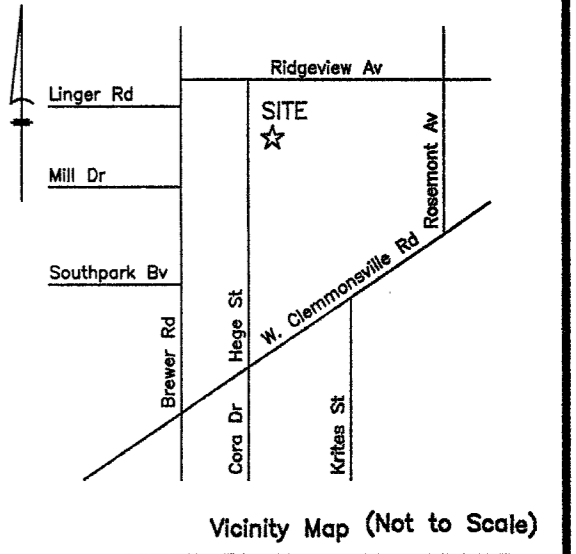 Ridgeview Av
Linger Rd
SITE
Rosemont Av
Mill Dr
Southpark Bv
W. Clemmonsville Rd
Hege St
Brewer Rd
Cora Dr
Krites St
Vicinity Map (Not to Scale)